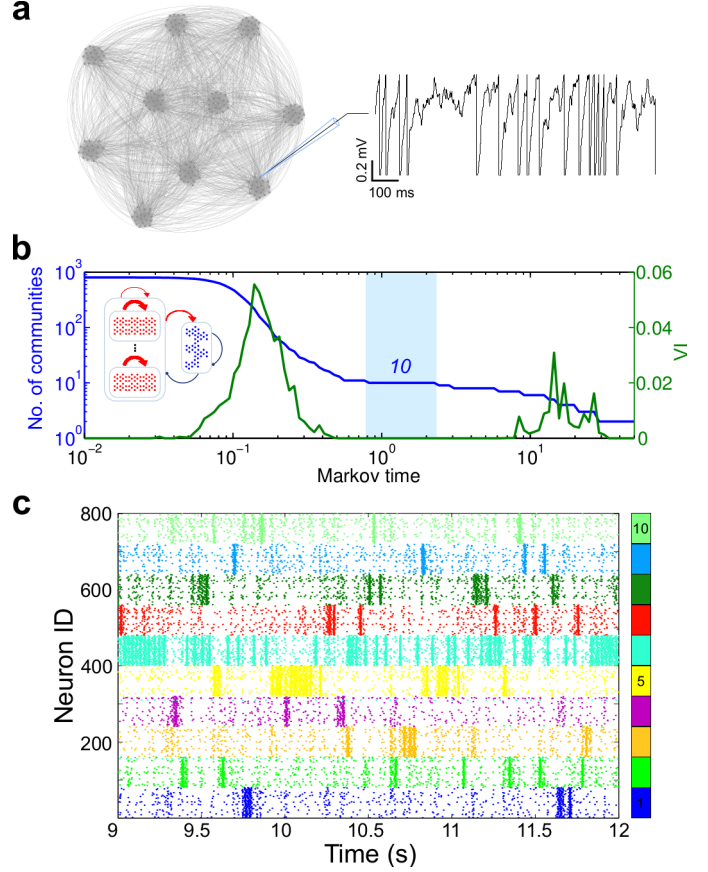 a
0.2 mV
100 ms
b
No. of communities
10³
10²
10¹
10⁰
10
0.06
0.04
0.02
0
VI
10⁻²
10⁻¹
10⁰
10¹
Markov time
c
Neuron ID
800
600
400
200
10
5
1
9
9.5
10
10.5
11
11.5
12
Time (s)